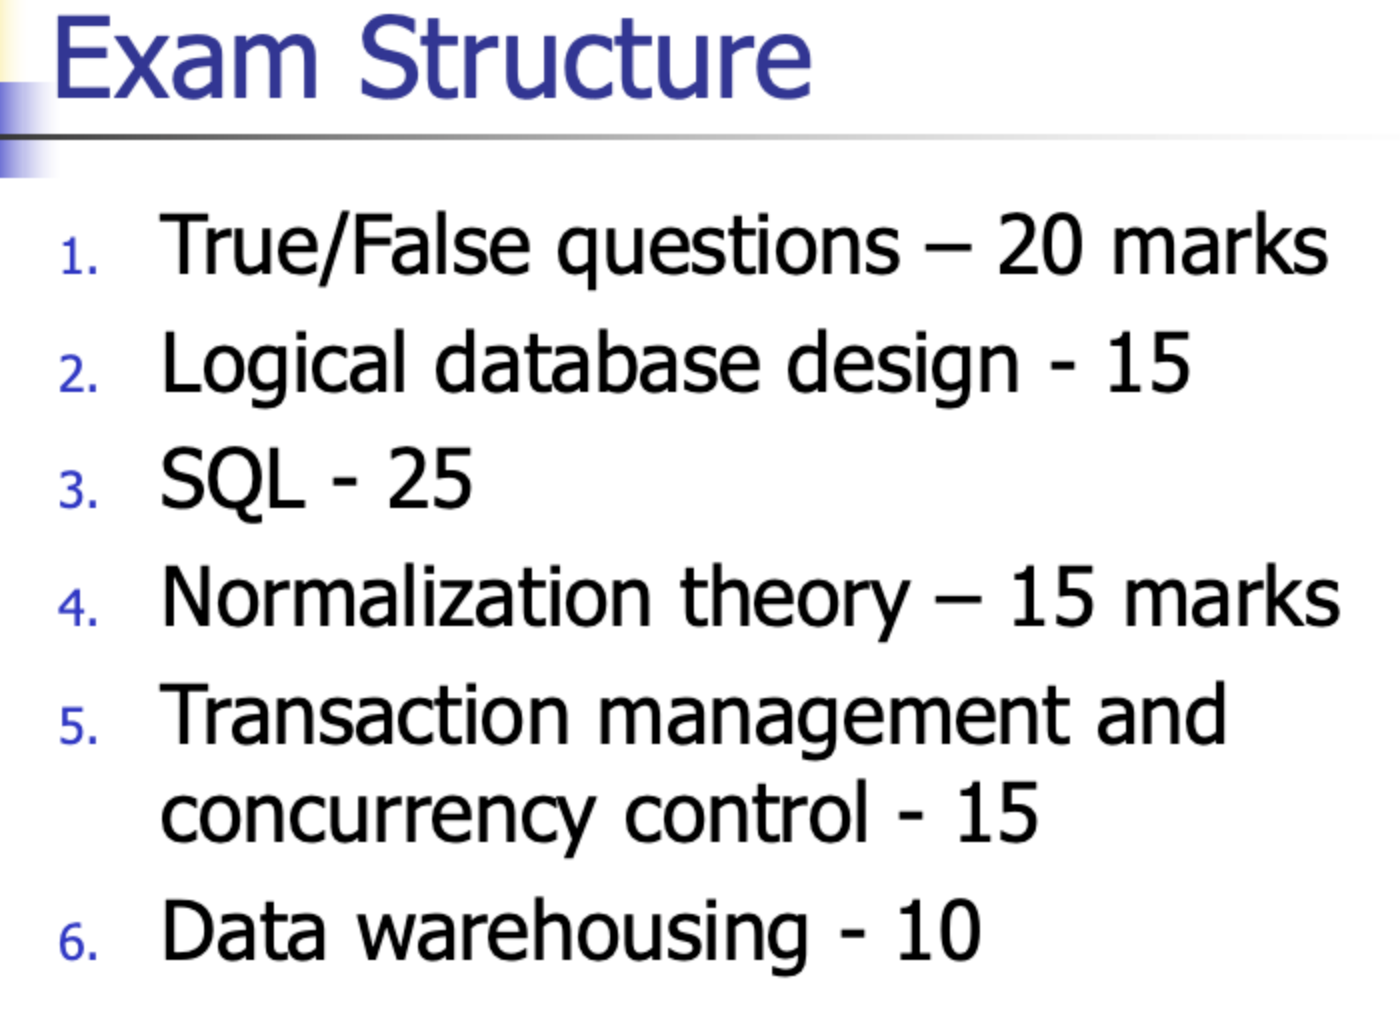 Exam Structure
1. True/False questions – 20 marks
2. Logical database design - 15
3. SQL - 25
4. Normalization theory – 15 marks
5. Transaction management and
concurrency control - 15
6. Data warehousing - 10